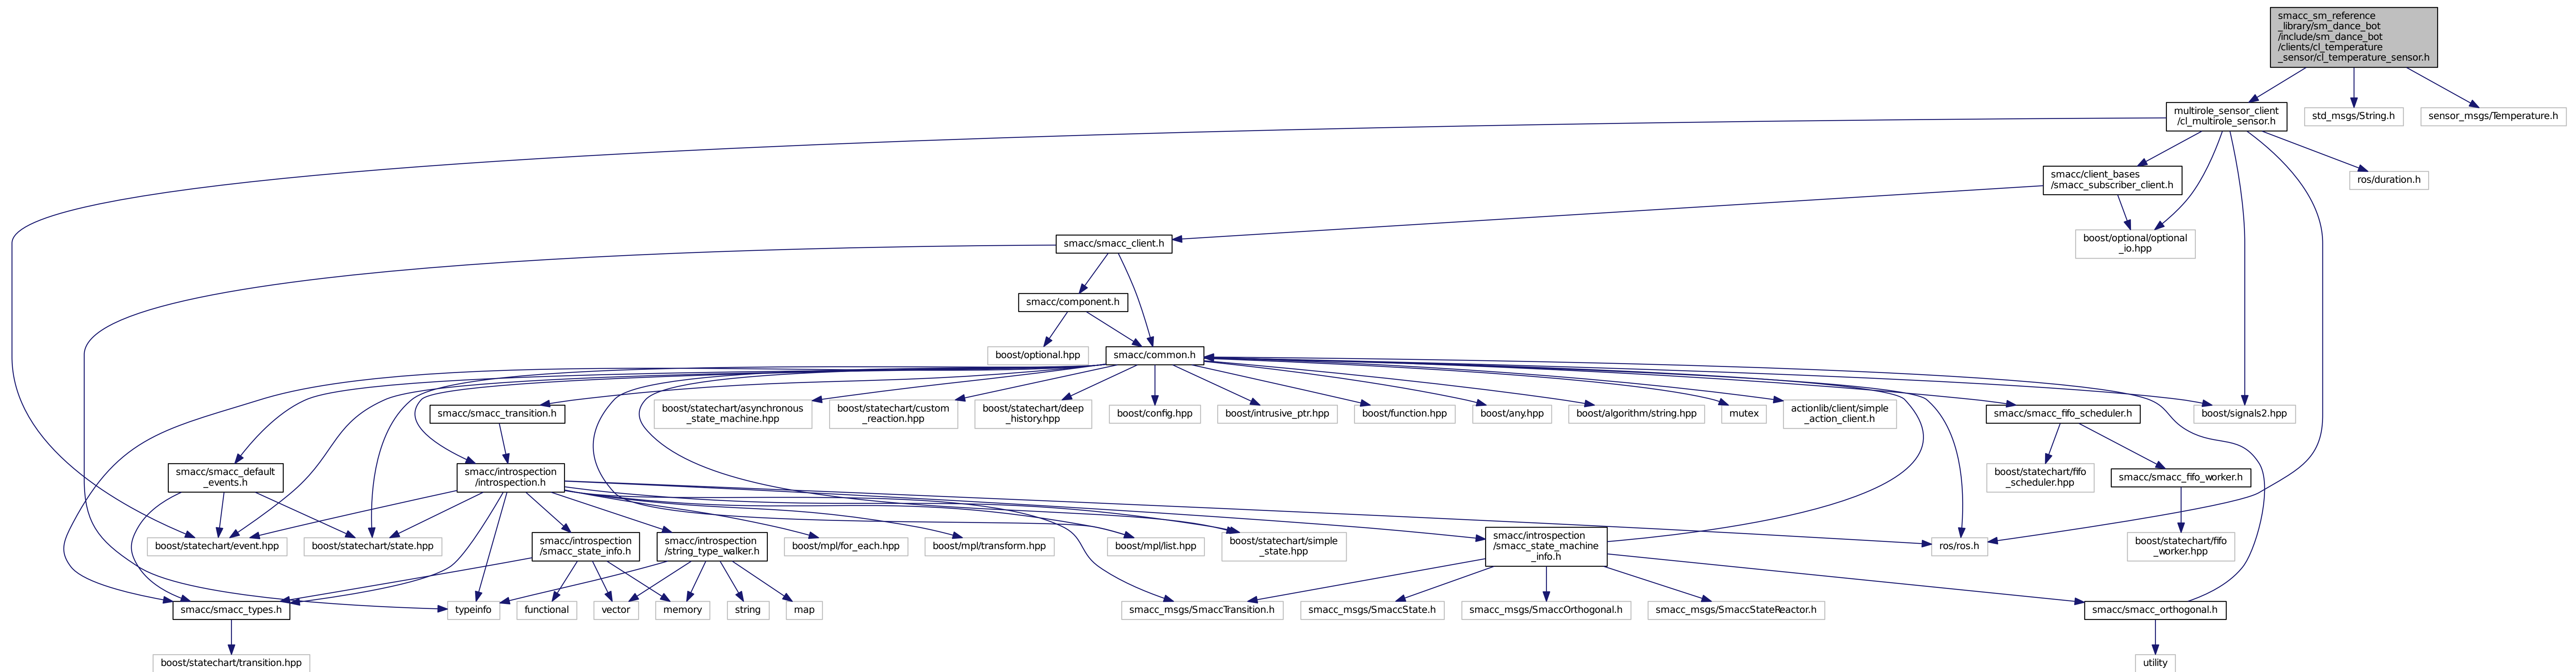 smacc_sm_reference
_library/sm_dance_bot
/include/sm_dance_bot
/clients/cl_temperature
_sensor/cl_temperature_sensor.h
multirole_sensor_client
/cl_multirole_sensor.h
std_msgs/String.h
sensor_msgs/Temperature.h
smacc/client_bases
/smacc_subscriber_client.h
ros/duration.h
smacc/smacc_client.h
boost/optional/optional
_io.hpp
smacc/component.h
boost/optional.hpp
smacc/common.h
smacc/smacc_transition.h
boost/statechart/asynchronous
_state_machine.hpp
boost/statechart/custom
_reaction.hpp
boost/statechart/deep
_history.hpp
boost/config.hpp
boost/intrusive_ptr.hpp
boost/function.hpp
boost/any.hpp
boost/algorithm/string.hpp
mutex
actionlib/client/simple
_action_client.h
smacc/smacc_fifo_scheduler.h
boost/signals2.hpp
smacc/smacc_default
_events.h
smacc/introspection
/introspection.h
boost/statechart/fifo
_scheduler.hpp
smacc/smacc_fifo_worker.h
boost/statechart/event.hpp
boost/statechart/state.hpp
smacc/introspection
/smacc_state_info.h
smacc/introspection
/string_type_walker.h
boost/mpl/for_each.hpp
boost/mpl/transform.hpp
boost/mpl/list.hpp
boost/statechart/simple
_state.hpp
smacc/introspection
/smacc_state_machine
_info.h
ros/ros.h
boost/statechart/fifo
_worker.hpp
smacc/smacc_types.h
typeinfo
functional
vector
memory
string
map
smacc_msgs/SmaccTransition.h
smacc_msgs/SmaccState.h
smacc_msgs/SmaccOrthogonal.h
smacc_msgs/SmaccStateReactor.h
smacc/smacc_orthogonal.h
boost/statechart/transition.hpp
utility